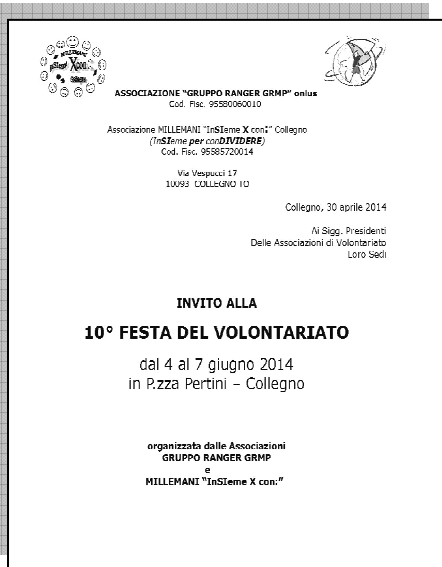 MILLEMANI
ASSOCIAZIONE "GRUPPO RANGER GRMP" onlus
Cod. Fisc. 95580060010
Associazione MILLEMANI "InSIeme X con:" Collegno
(InSIeme per conDIVIDERE)
Cod. Fisc. 95585720014
Via Vespucci 17
10093 COLLEGNO TO
Collegno, 30 aprile 2014
Ai Sigg. Presidenti
Delle Associazioni di Volontariato
Loro Sedi
INVITO ALLA
10° FESTA DEL VOLONTARIATO
dal 4 al 7 giugno 2014
in P.zza Pertini – Collegno
organizzata dalle Associazioni
GRUPPO RANGER GRMP
e
MILLEMANI "InSIeme X con:"